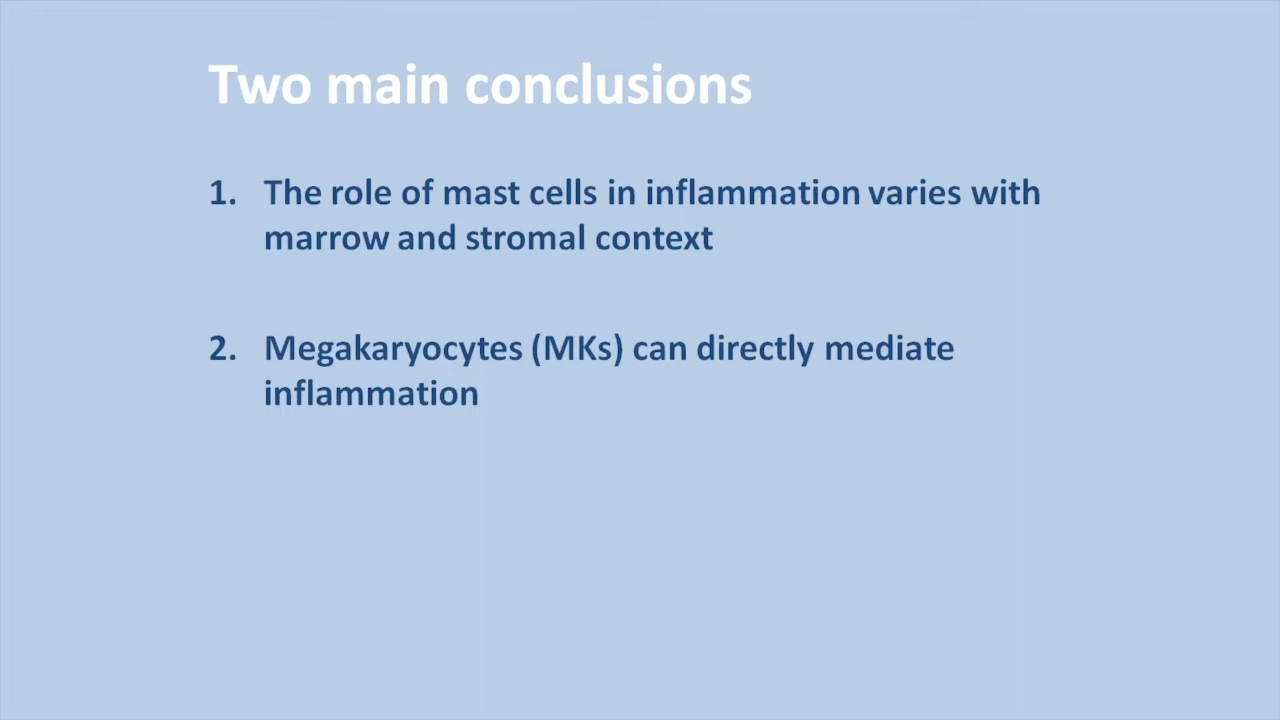 Two main conclusions
1. The role of mast cells in inflammation varies with
marrow and stromal context
2. Megakaryocytes (MKs) can directly mediate
inflammation